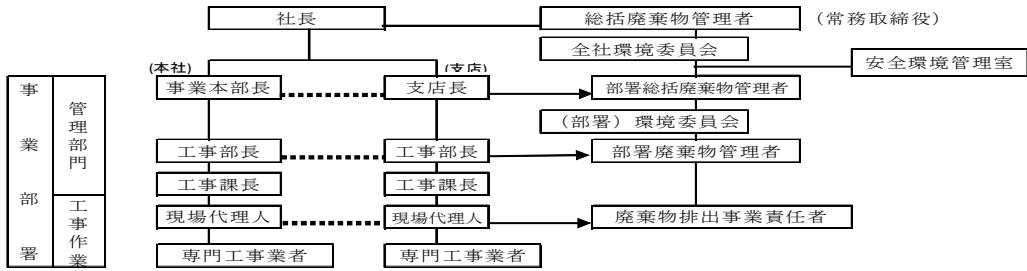 社長 総括廃棄物管理者 （常務取締役）
全社環境委員会
(本社) (支店) 安全環境管理室
事業本部長 支店長 部署総括廃棄物管理者
（部署）環境委員会
工事部長 工事部長 部署廃棄物管理者
工事課長 工事課長
現場代理人 現場代理人 廃棄物排出事業責任者
専門工事業者 専門工事業者
事業部署
管理部門
工事作業